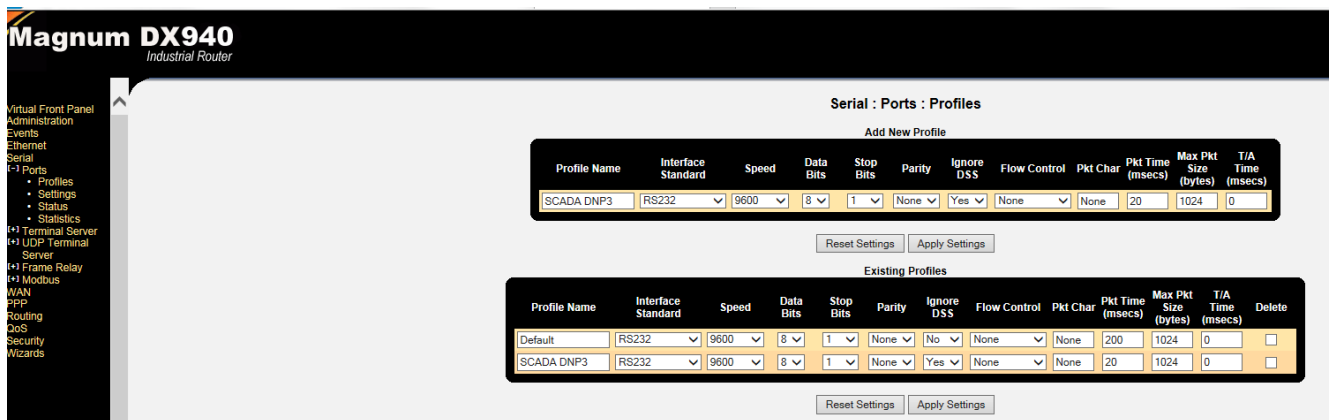 Magnum DX940
Industrial Router
Virtual Front Panel
Administration
Events
Ethernet
Serial
[-] Ports
• Profiles
• Settings
• Status
• Statistics
[+] Terminal Server
[+] UDP Terminal
Server
[+] Frame Relay
[+] Modbus
WAN
PPP
Routing
QoS
Security
Wizards
Serial : Ports : Profiles
Add New Profile
Profile Name Interface Standard Speed Data Bits Stop Bits Parity Ignore DSS Flow Control Pkt Char Pkt Time (msecs) Max Pkt Size (bytes) T/A Time (msecs)
SCADA DNP3 RS232 9600 8 1 None Yes None None 20 1024 0
Reset Settings Apply Settings
Existing Profiles
Profile Name Interface Standard Speed Data Bits Stop Bits Parity Ignore DSS Flow Control Pkt Char Pkt Time (msecs) Max Pkt Size (bytes) T/A Time (msecs) Delete
Default RS232 9600 8 1 None No None None 200 1024 0
SCADA DNP3 RS232 9600 8 1 None Yes None None 20 1024 0
Reset Settings Apply Settings